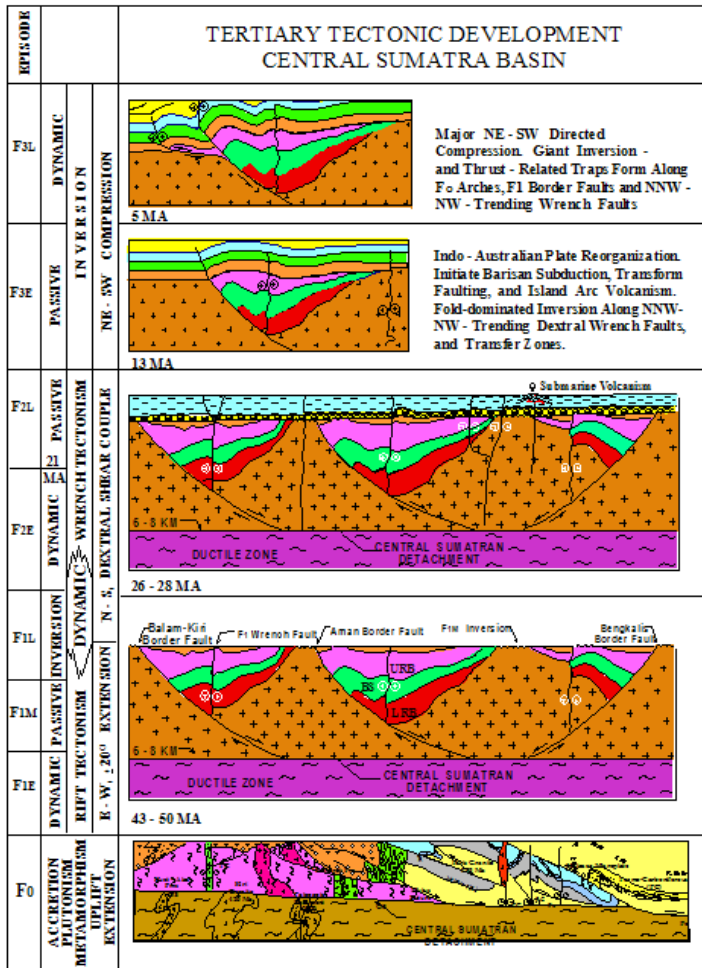 EPISODE
TERTIARY TECTONIC DEVELOPMENT
CENTRAL SUMATRA BASIN
F3L
DYNAMIC
INVERSION
NE - SW COMPRESSION
5 MA
Major NE - SW Directed
Compression. Giant Inversion -
and Thrust - Related Traps Form Along
Fo Arches, F1 Border Faults and NNW -
NW - Trending Wrench Faults
F3E
PASSIVE
13 MA
Indo - Australian Plate Reorganization.
Initiate Barisan Subduction, Transform
Faulting, and Island Arc Volcanism.
Fold-dominated Inversion Along NNW-
NW - Trending Dextral Wrench Faults,
and Transfer Zones.
F2L
PASSIVE
21
MA
WRENCH TECTONISM
N - S, DEXTRAL SHEAR COUPLE
Submarine Volcanism
F2E
DYNAMIC
DYNAMIC
6 - 8 KM
DUCTILE ZONE
CENTRAL SUMATRAN
DETACHMENT
26 - 28 MA
F1L
INVERSION
Balam-Kiri
Border Fault
F1 Wrench Fault
Aman Border Fault
F1M Inversion
Bengkalis
Border Fault
F1M
PASSIVE
RIFT TECTONISM
E - W, ±20° EXTENSION
URB
BS
LRB
6 - 8 KM
F1E
DYNAMIC
DUCTILE ZONE
CENTRAL SUMATRAN
DETACHMENT
43 - 50 MA
F0
ACCRETION
PLUTONISM
METAMORPHISM
UPLIFT
EXTENSION
CENTRAL SUMATRAN
DETACHMENT